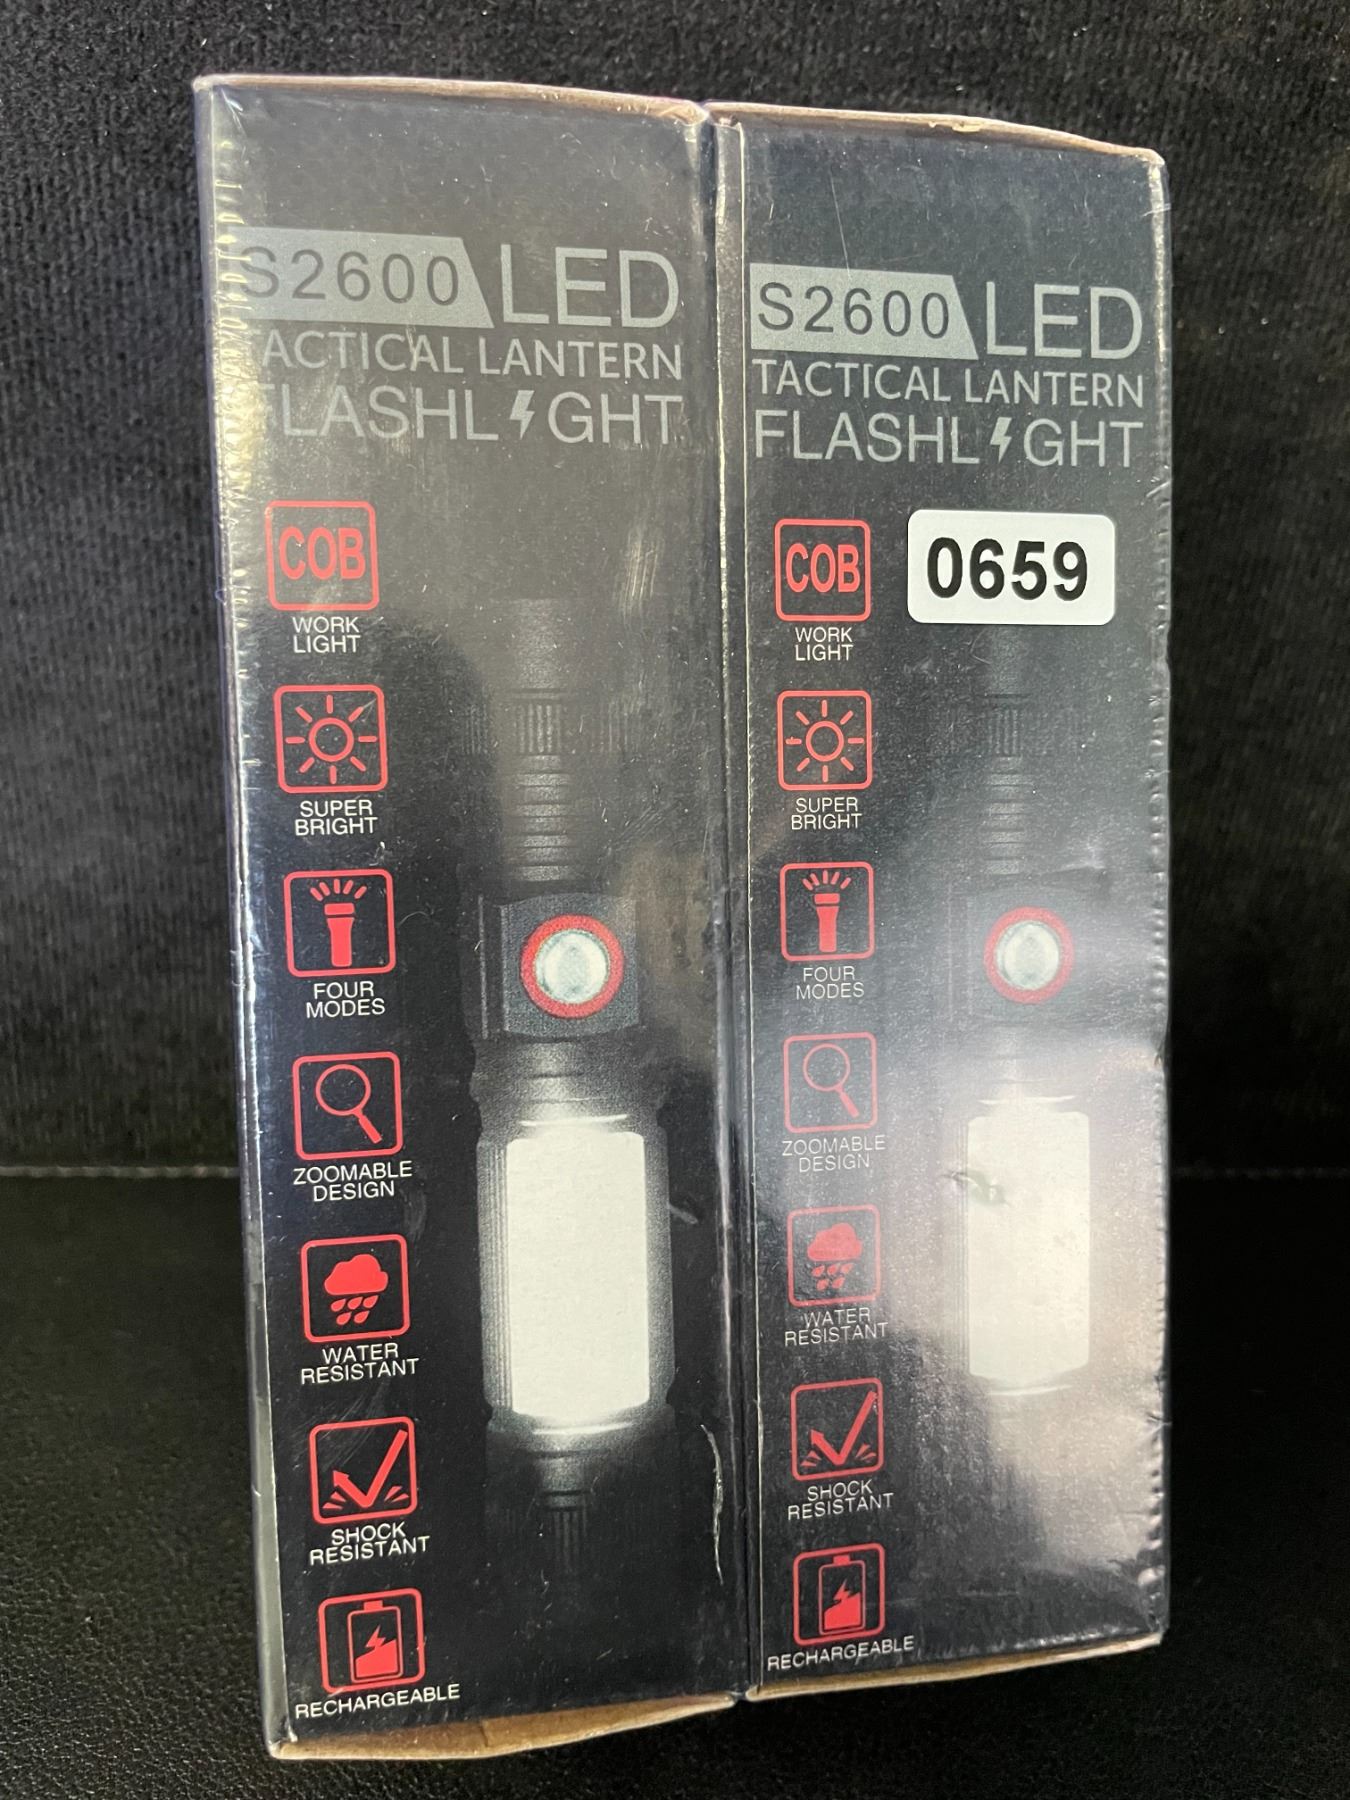 S2600 LED
TACTICAL LANTERN
FLASHLIGHT
COB
WORK
LIGHT
SUPER
BRIGHT
FOUR
MODES
ZOOMABLE
DESIGN
WATER
RESISTANT
SHOCK
RESISTANT
RECHARGEABLE
S2600 LED
TACTICAL LANTERN
FLASHLIGHT
COB
0659
WORK
LIGHT
SUPER
BRIGHT
FOUR
MODES
ZOOMABLE
DESIGN
WATER
RESISTANT
SHOCK
RESISTANT
RECHARGEABLE